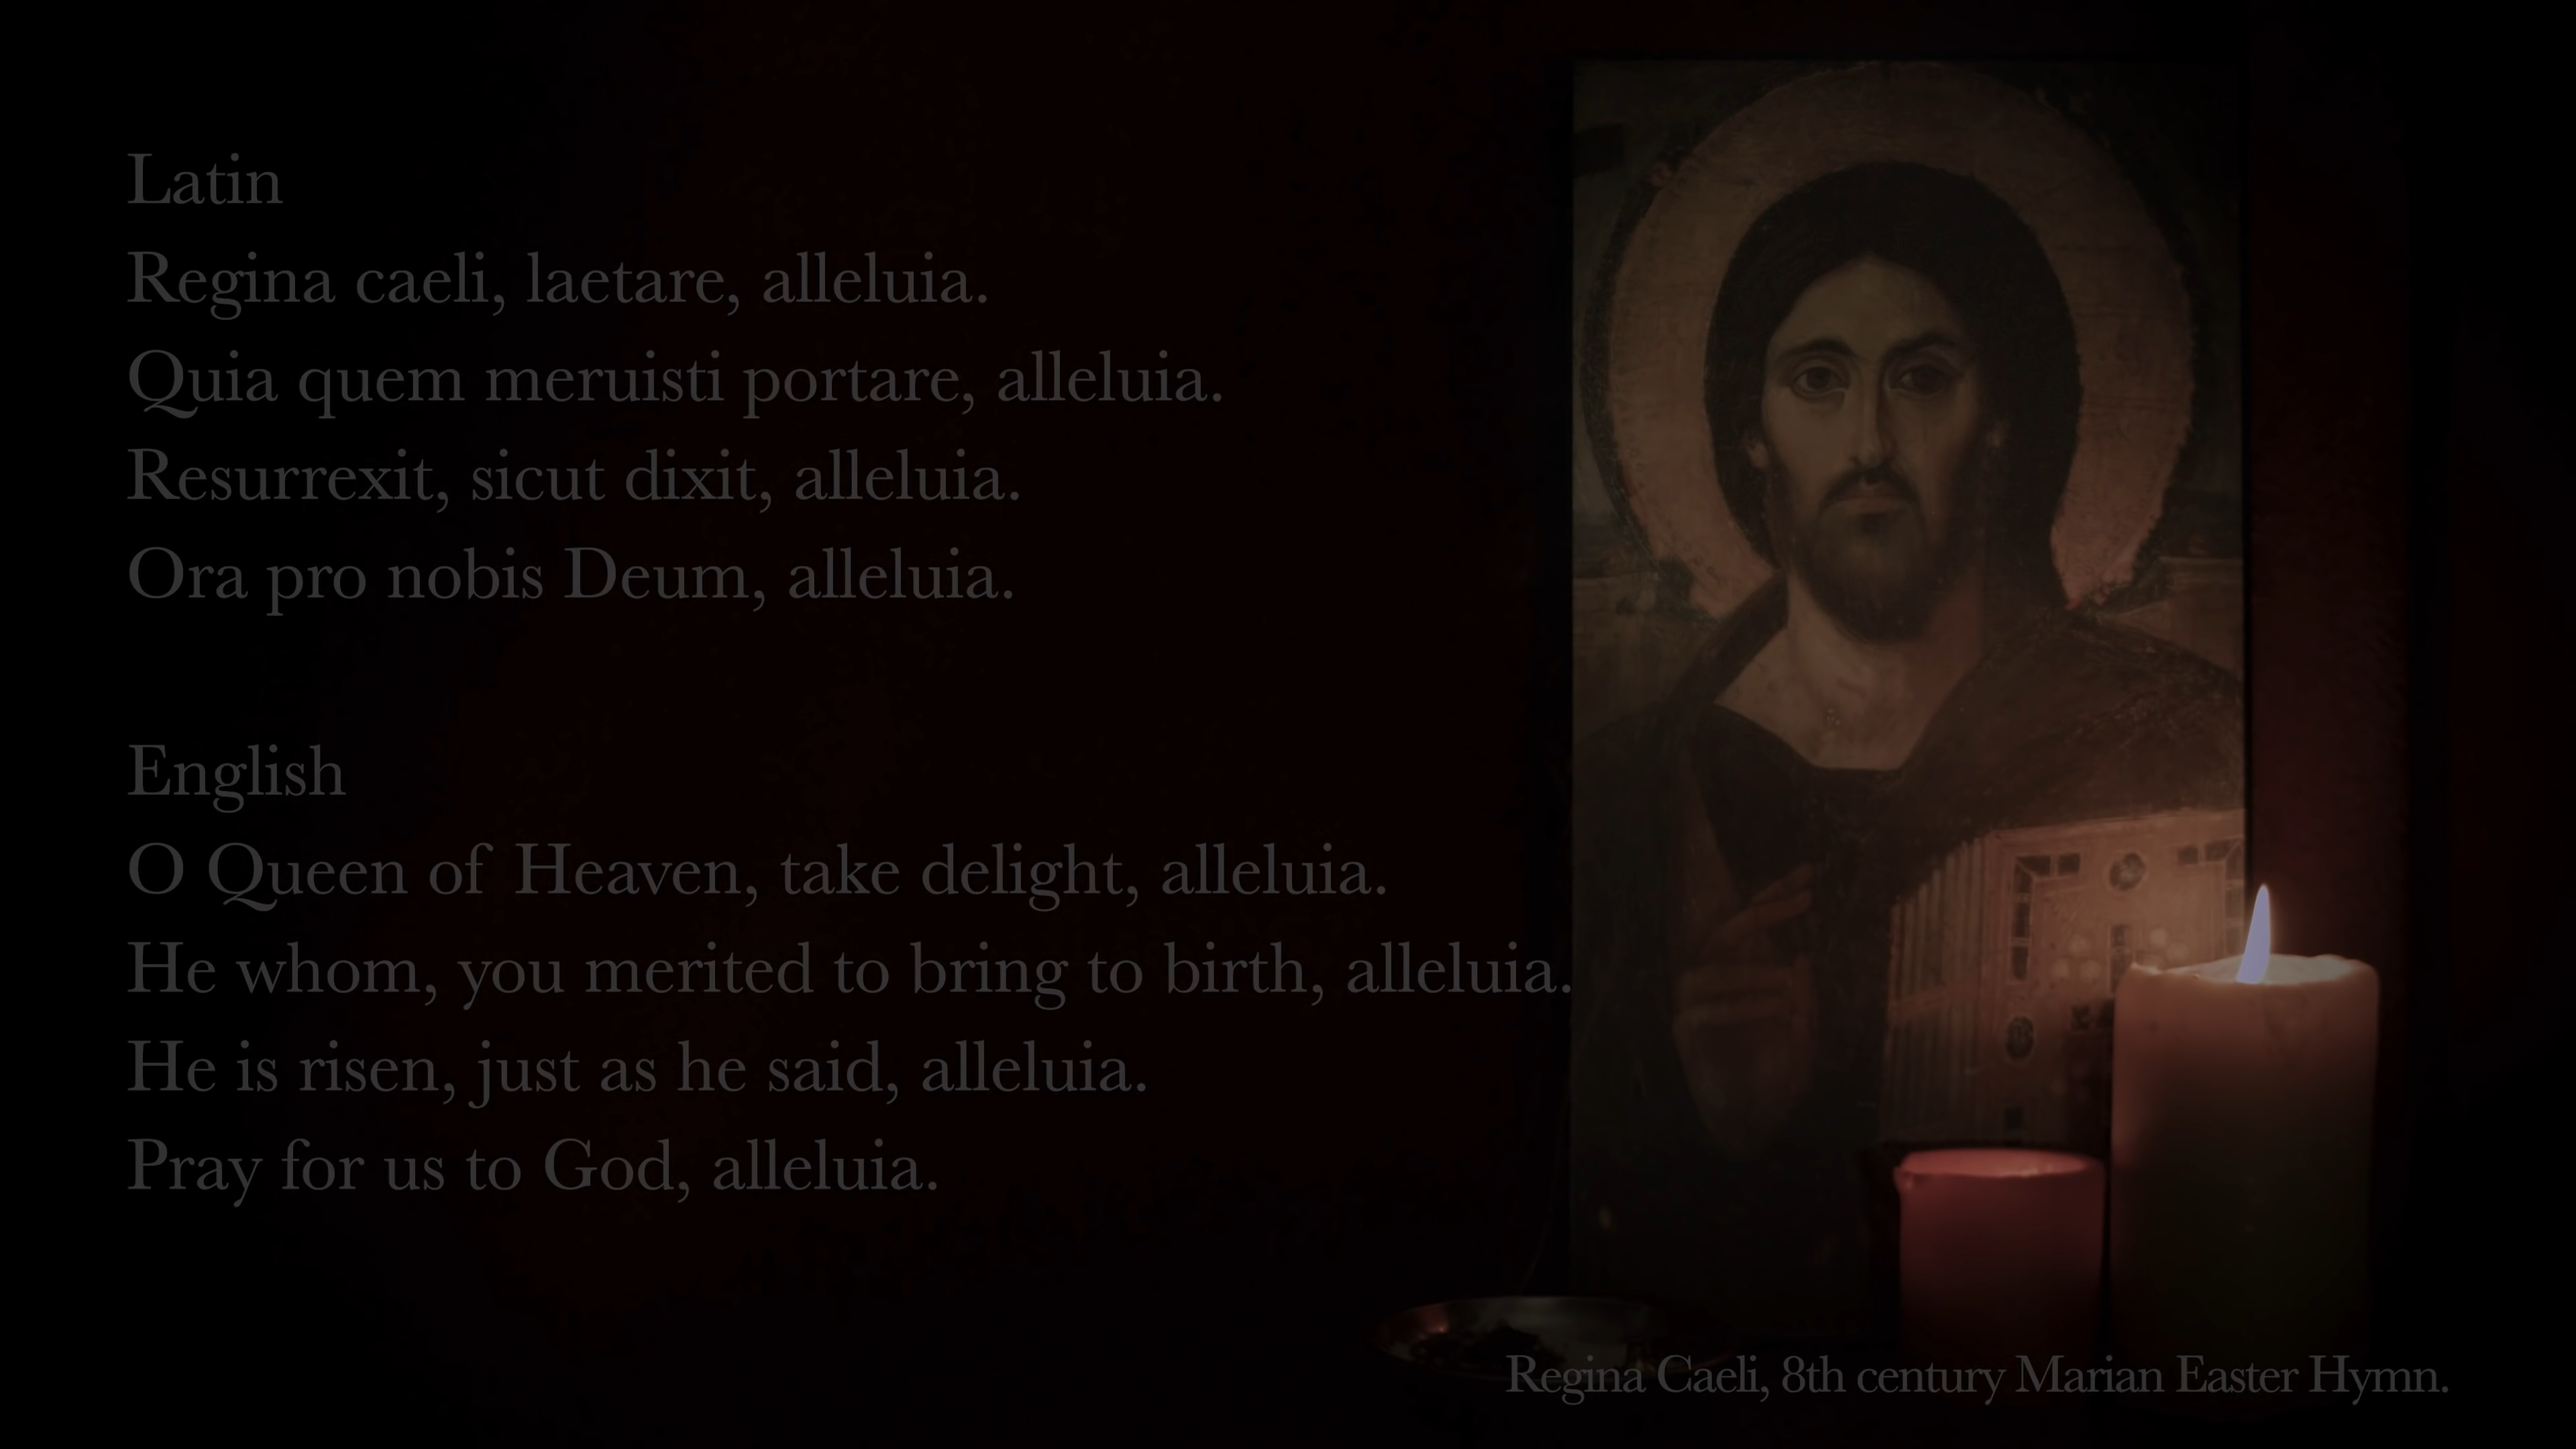 Latin
Regina caeli, laetare, alleluia.
Quia quem meruisti portare, alleluia.
Resurrexit, sicut dixit, alleluia.
Ora pro nobis Deum, alleluia.
English
O Queen of Heaven, take delight, alleluia.
He whom, you merited to bring to birth, alleluia.
He is risen, just as he said, alleluia.
Pray for us to God, alleluia.
Regina Caeli, 8th century Marian Easter Hymn.